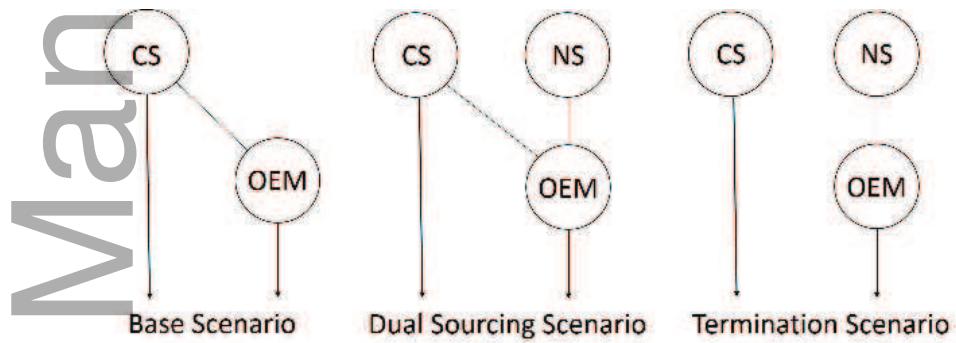 Man
CS
CS
NS
CS
NS
OEM
OEM
OEM
Base Scenario
Dual Sourcing Scenario
Termination Scenario